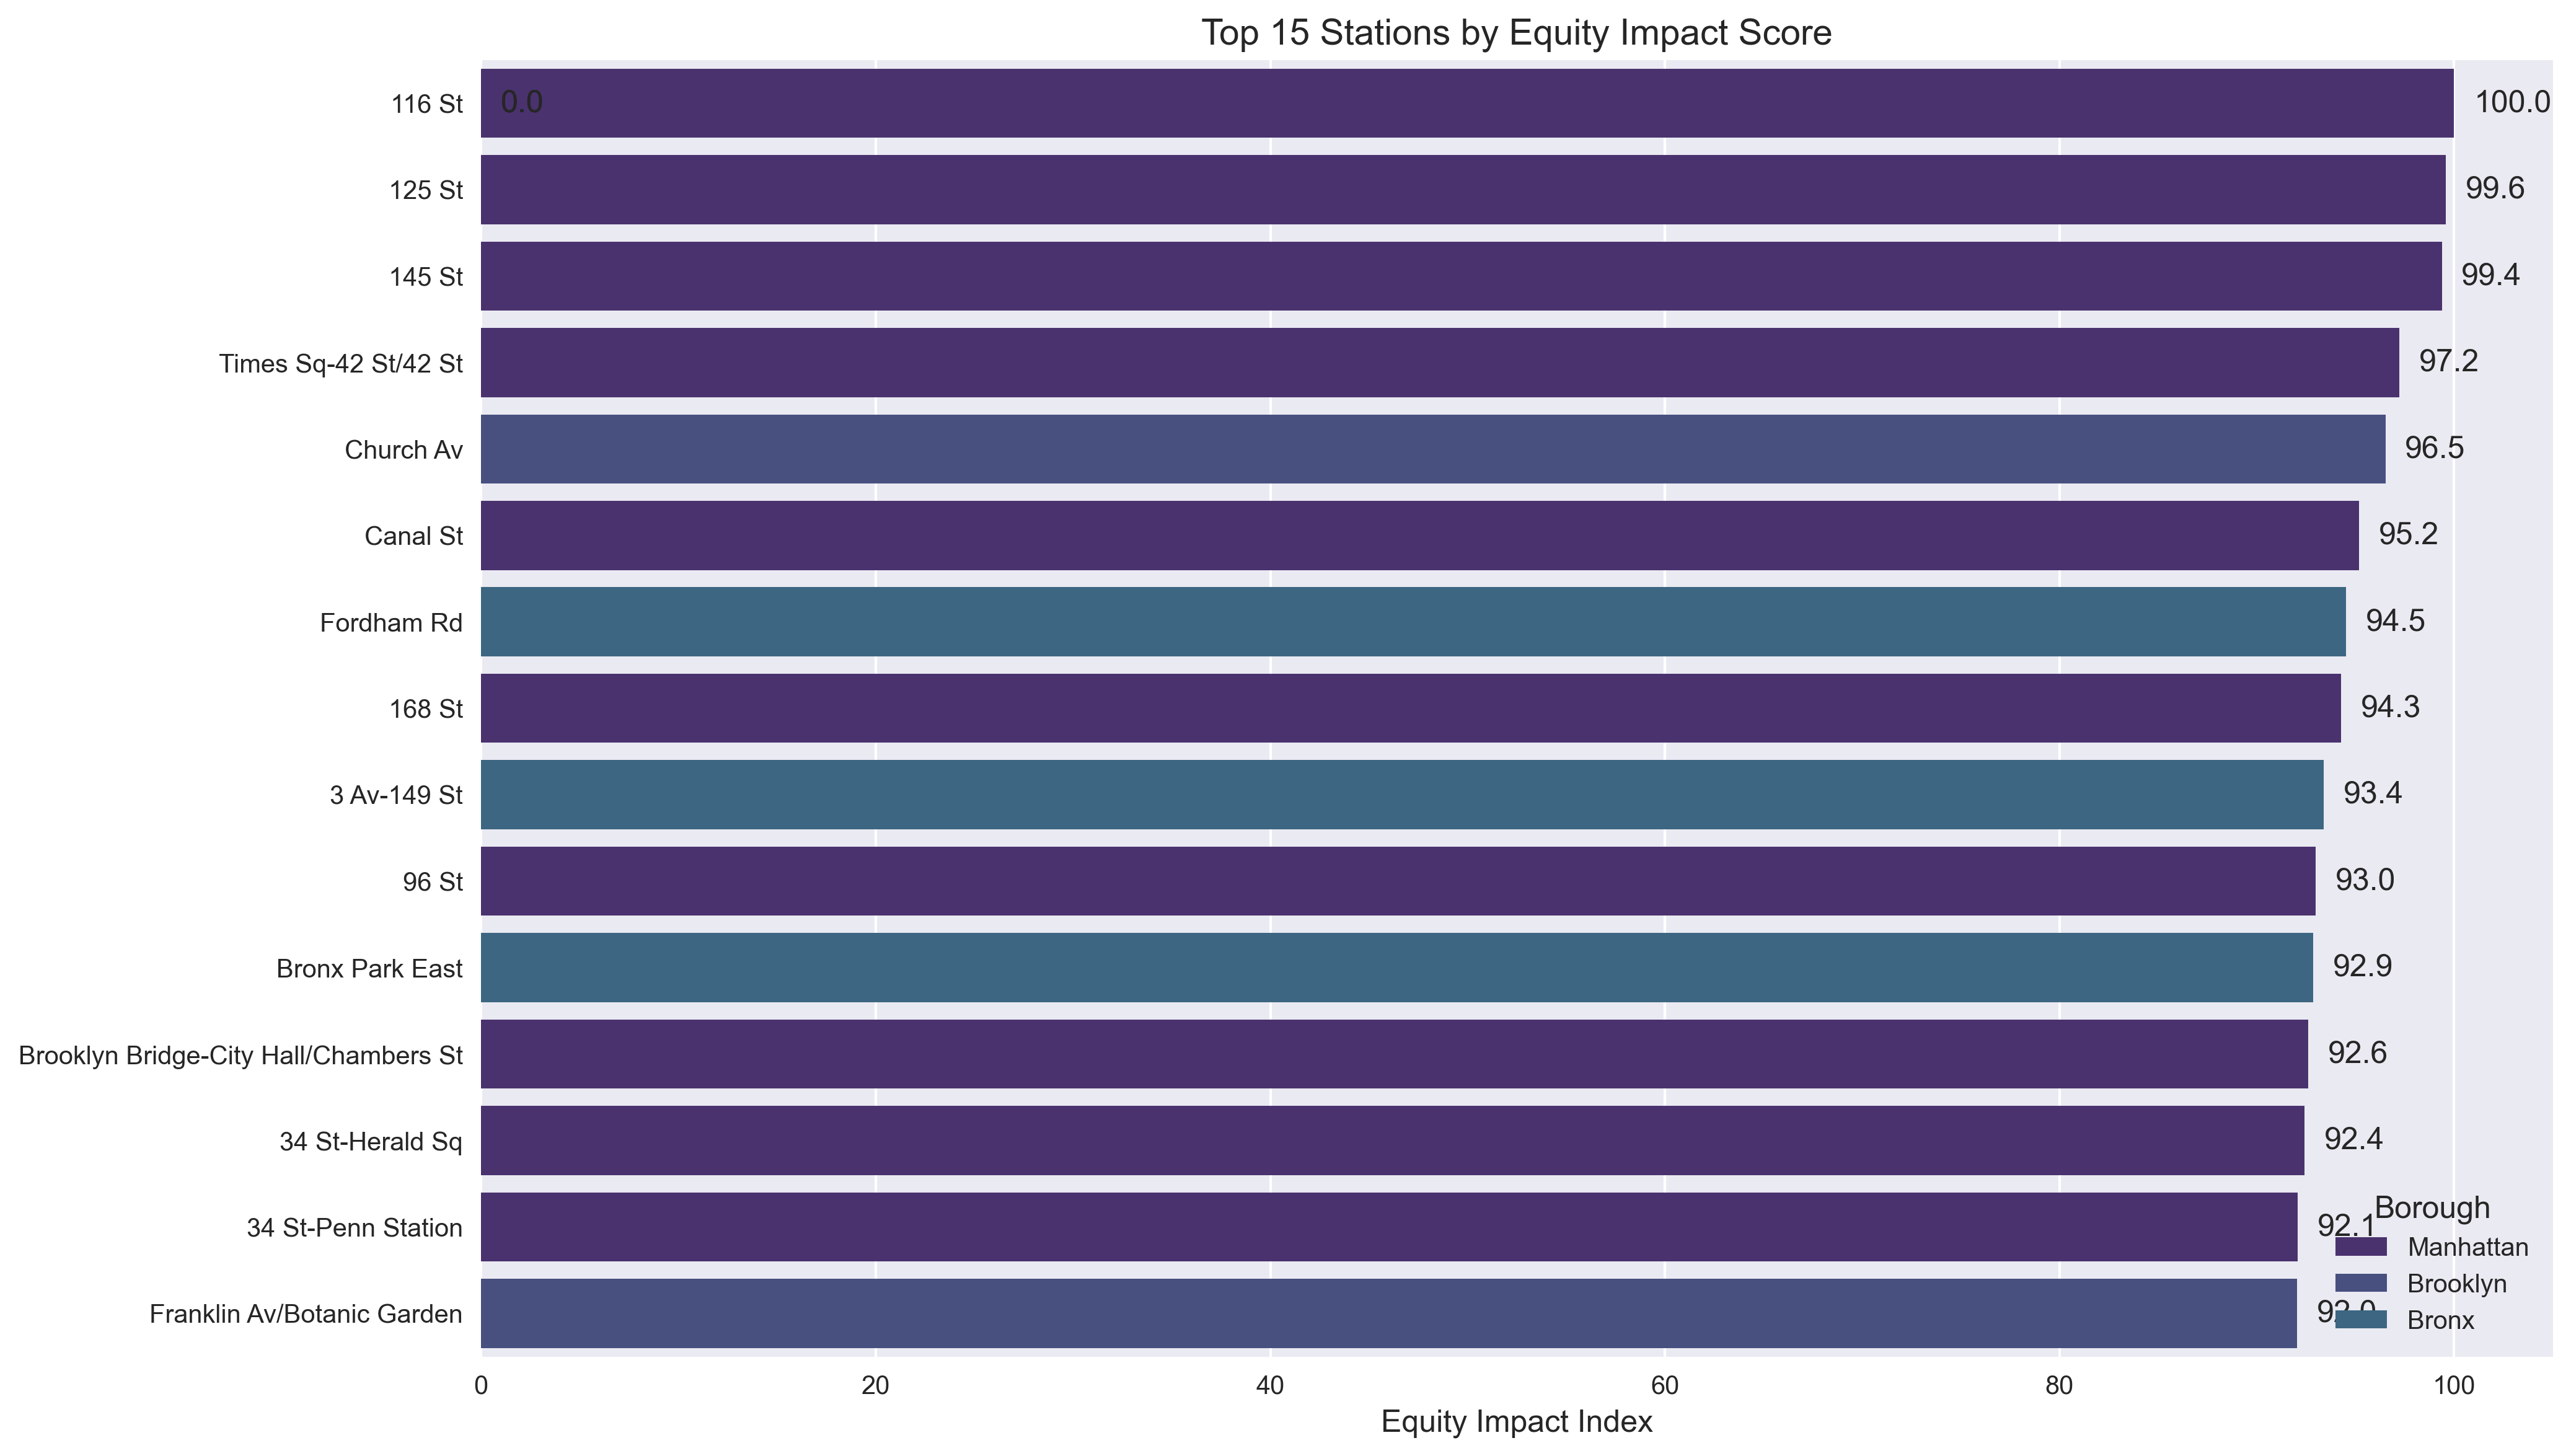 Top 15 Stations by Equity Impact Score
116 St 0.0 100.0
125 St 99.6
145 St 99.4
Times Sq-42 St/42 St 97.2
Church Av 96.5
Canal St 95.2
Fordham Rd 94.5
168 St 94.3
3 Av-149 St 93.4
96 St 93.0
Bronx Park East 92.9
Brooklyn Bridge-City Hall/Chambers St 92.6
34 St-Herald Sq 92.4
34 St-Penn Station 92.1
Franklin Av/Botanic Garden 92.0
Borough
Manhattan
Brooklyn
Bronx
0 20 40 60 80 100
Equity Impact Index